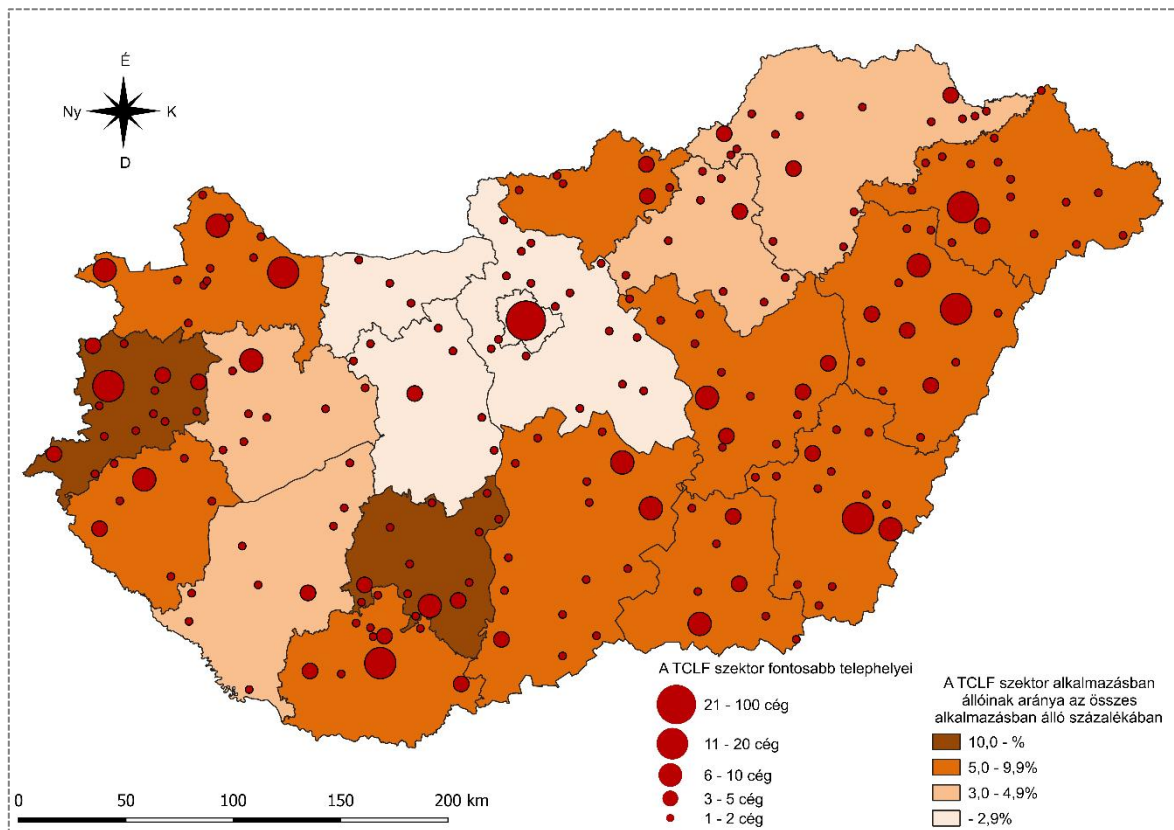 É
Ny
K
D
A TCLF szektor fontosabb telephelyei
21 - 100 cég
11 - 20 cég
6 - 10 cég
3 - 5 cég
1 - 2 cég
A TCLF szektor alkalmazásban
állóinak aránya az összes
alkalmazásban álló százalékában
10,0 - %
5,0 - 9,9%
3,0 - 4,9%
- 2,9%
0 50 100 150 200 km